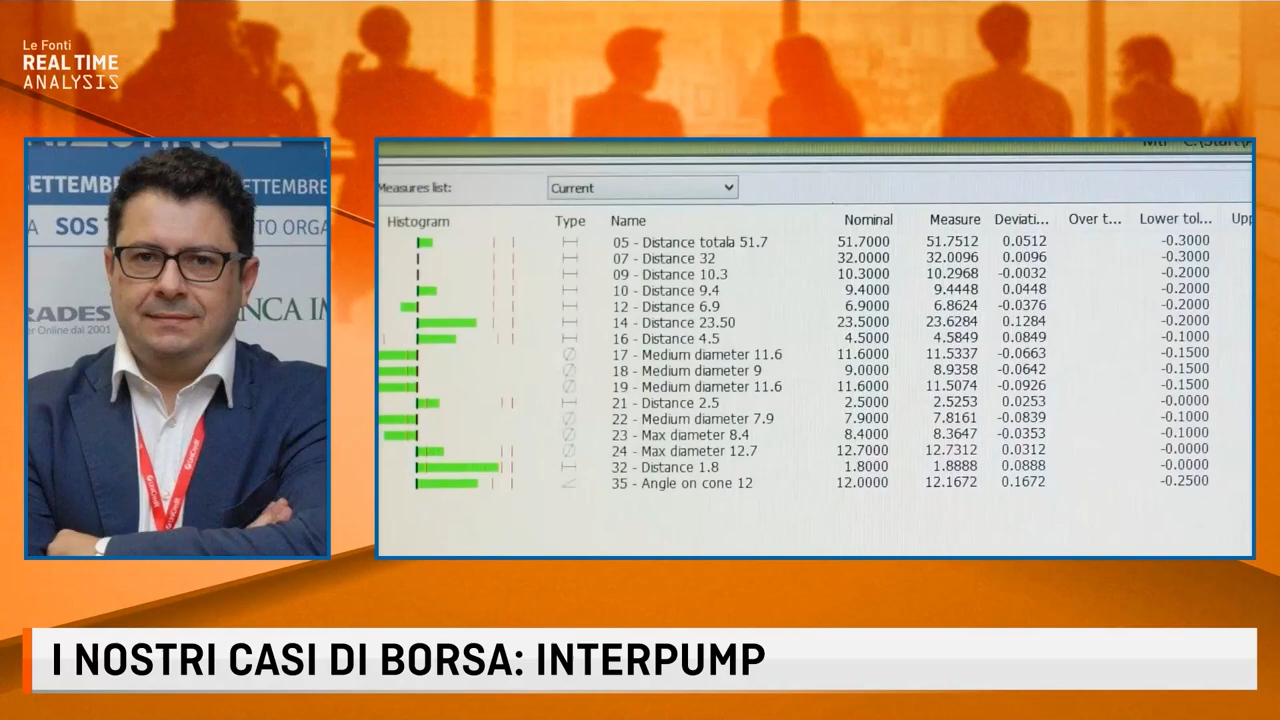 Le Fonti
REAL TIME
ANALYSIS
SETTEMBRE
SOS
RADES
er Online dal 2001
NCA IM
UniCredit
UniCredit
Measures list:
Current
Histogram Type Name Nominal Measure Deviati... Over t... Lower tol... Upp
05 - Distance totala 51.7 51.7000 51.7512 0.0512 -0.3000
07 - Distance 32 32.0000 32.0096 0.0096 -0.3000
09 - Distance 10.3 10.3000 10.2968 -0.0032 -0.2000
10 - Distance 9.4 9.4000 9.4448 0.0448 -0.2000
12 - Distance 6.9 6.9000 6.8624 -0.0376 -0.2000
14 - Distance 23.50 23.5000 23.6284 0.1284 -0.2000
16 - Distance 4.5 4.5000 4.5849 0.0849 -0.1000
17 - Medium diameter 11.6 11.6000 11.5337 -0.0663 -0.1500
18 - Medium diameter 9 9.0000 8.9358 -0.0642 -0.1500
19 - Medium diameter 11.6 11.6000 11.5074 -0.0926 -0.1500
21 - Distance 2.5 2.5000 2.5253 0.0253 -0.0000
22 - Medium diameter 7.9 7.9000 7.8161 -0.0839 -0.1000
23 - Max diameter 8.4 8.4000 8.3647 -0.0353 -0.1000
24 - Max diameter 12.7 12.7000 12.7312 0.0312 -0.0000
32 - Distance 1.8 1.8000 1.8888 0.0888 -0.0000
35 - Angle on cone 12 12.0000 12.1672 0.1672 -0.2500
I NOSTRI CASI DI BORSA: INTERPUMP